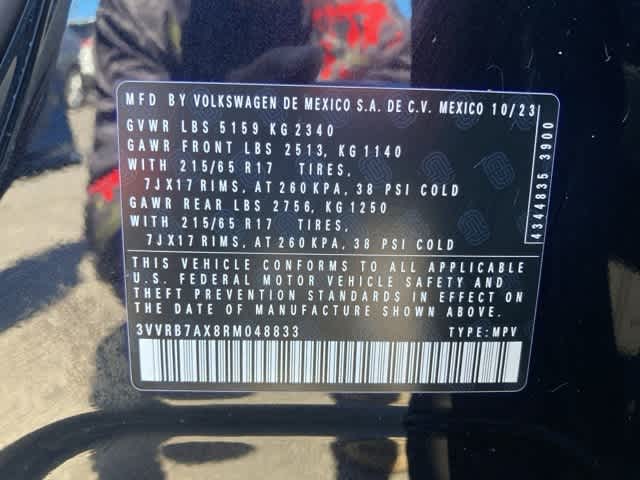 MFD BY VOLKSWAGEN DE MEXICO S.A. DE C.V. MEXICO 10/23
GVWR LBS 5159 KG 2340
GAWR FRONT LBS 2513, KG 1140
WITH 215/65 R17 TIRES,
7JX17 RIMS, AT 260 KPA, 38 PSI COLD
GAWR REAR LBS 2756, KG 1250
WITH 215/65 R17 TIRES,
7JX17 RIMS, AT 260 KPA, 38 PSI COLD
THIS VEHICLE CONFORMS TO ALL APPLICABLE
U.S. FEDERAL MOTOR VEHICLE SAFETY AND
THEFT PREVENTION STANDARDS IN EFFECT ON
THE DATE OF MANUFACTURE SHOWN ABOVE.
3VVRB7AX8RM048833 TYPE: MPV
4344835 3900